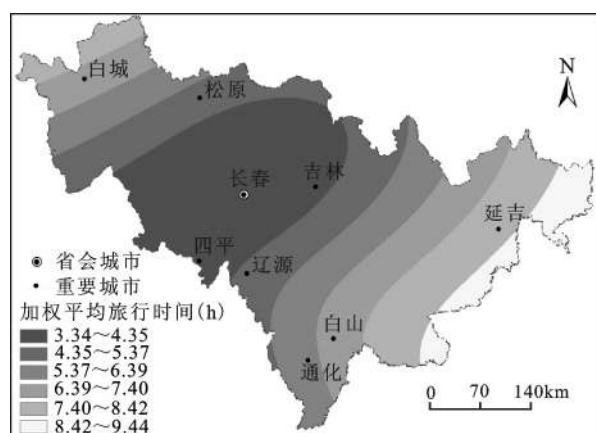 白城
松原
N
长春
吉林
延吉
四平
辽源
白山
通化
省会城市
重要城市
加权平均旅行时间(h)
3.34～4.35
4.35～5.37
5.37～6.39
6.39～7.40
7.40～8.42
8.42～9.44
0 70 140km